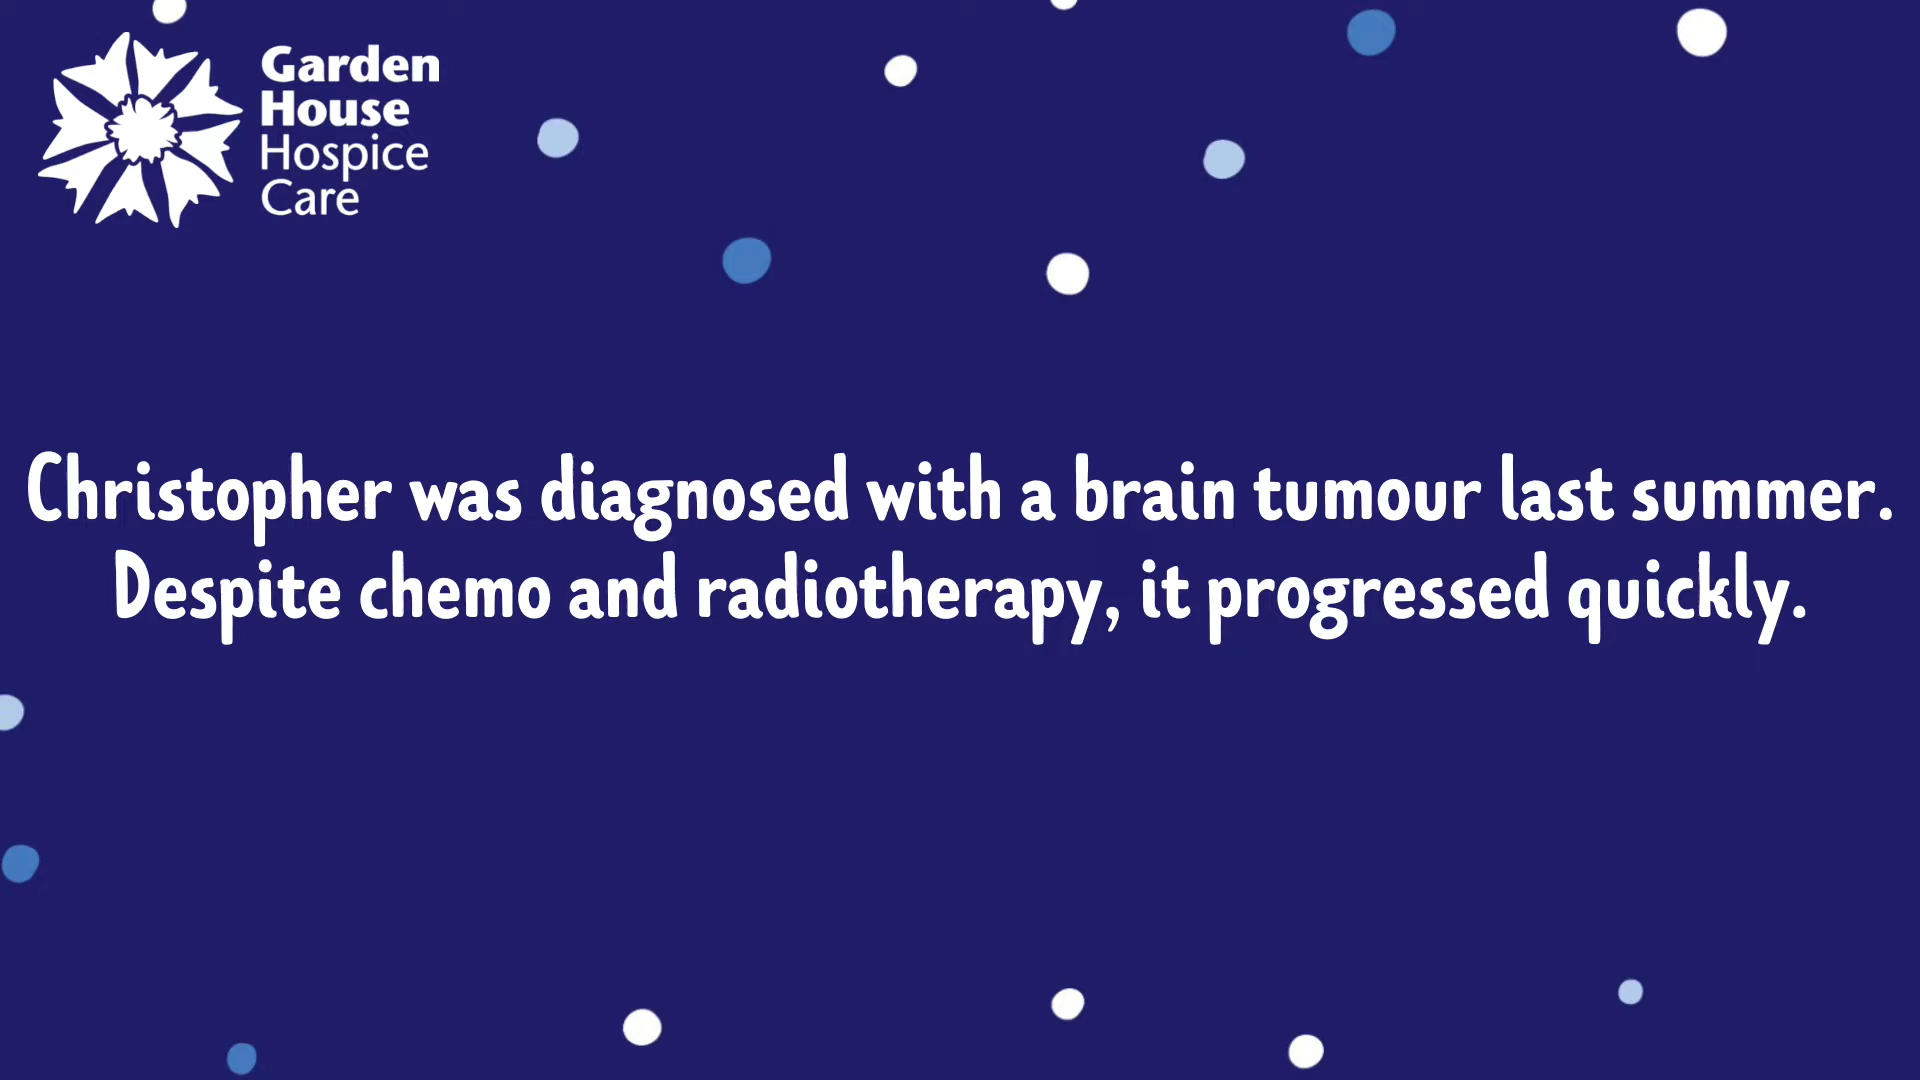 Garden
House
Hospice
Care
Christopher was diagnosed with a brain tumour last summer.
Despite chemo and radiotherapy, it progressed quickly.